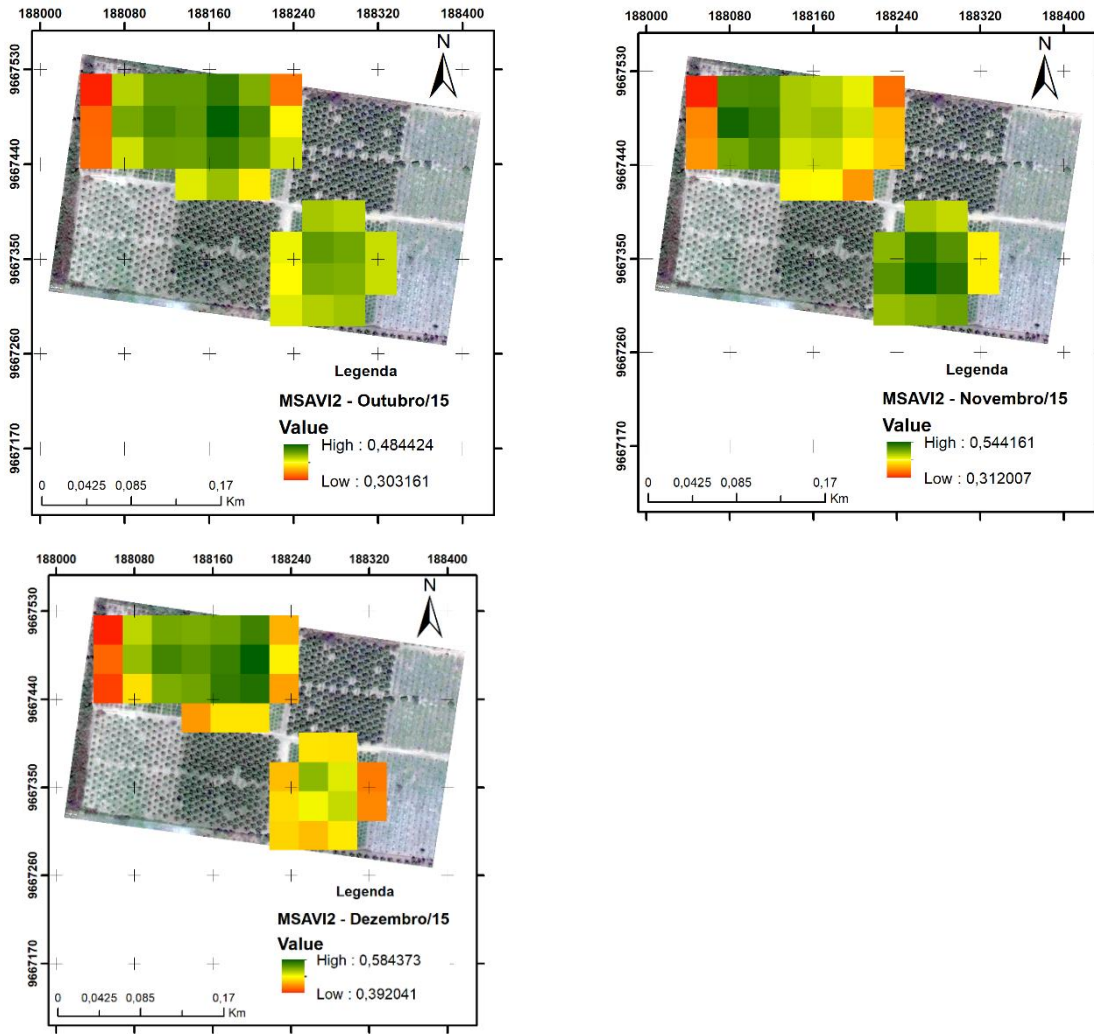 188000 188080 188160 188240 188320 188400
N
9667530
9667440
9667350
9667260
9667170
Legenda
MSAVI2 - Outubro/15
Value
High : 0,484424
Low : 0,303161
0 0,0425 0,085 0,17
Km
188000 188080 188160 188240 188320 188400
N
9667530
9667440
9667350
9667260
9667170
Legenda
MSAVI2 - Novembro/15
Value
High : 0,544161
Low : 0,312007
0 0,0425 0,085 0,17
Km
188000 188080 188160 188240 188320 188400
N
9667530
9667440
9667350
9667260
9667170
Legenda
MSAVI2 - Dezembro/15
Value
High : 0,584373
Low : 0,392041
0 0,0425 0,085 0,17
Km